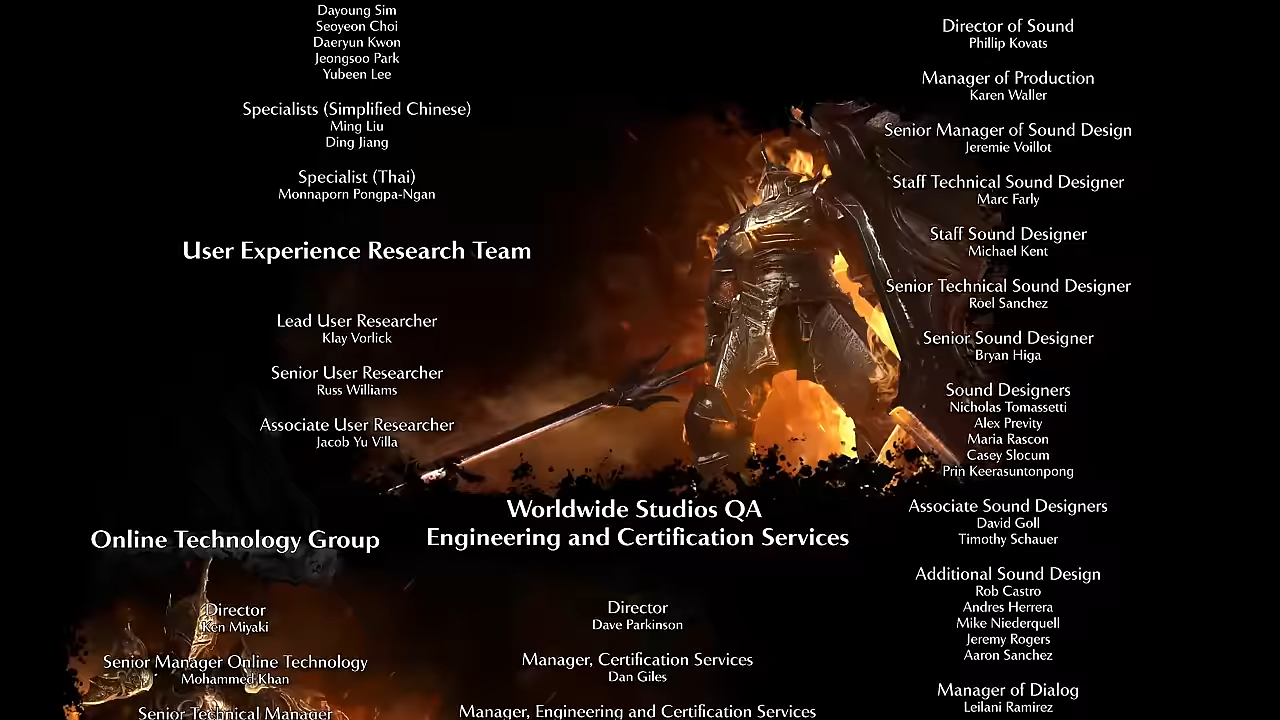 Dayoung Sim
Seoyeon Choi
Daeryun Kwon
Jeongsoo Park
Yubeen Lee
Specialists (Simplified Chinese)
Ming Liu
Ding Jiang
Specialist (Thai)
Monnaporn Pongpa-Ngan
User Experience Research Team
Lead User Researcher
Klay Vorlick
Senior User Researcher
Russ Williams
Associate User Researcher
Jacob Yu Villa
Online Technology Group
Director
Ken Miyaki
Senior Manager Online Technology
Mohammed Khan
Senior Technical Manager
Worldwide Studios QA
Engineering and Certification Services
Director
Dave Parkinson
Manager, Certification Services
Dan Giles
Manager, Engineering and Certification Services
Director of Sound
Phillip Kovats
Manager of Production
Karen Waller
Senior Manager of Sound Design
Jeremie Voillot
Staff Technical Sound Designer
Marc Farly
Staff Sound Designer
Michael Kent
Senior Technical Sound Designer
Roel Sanchez
Senior Sound Designer
Bryan Higa
Sound Designers
Nicholas Tomassetti
Alex Previty
Maria Rascon
Casey Slocum
Prin Keerasuntonpong
Associate Sound Designers
David Goll
Timothy Schauer
Additional Sound Design
Rob Castro
Andres Herrera
Mike Niederquell
Jeremy Rogers
Aaron Sanchez
Manager of Dialog
Leilani Ramirez